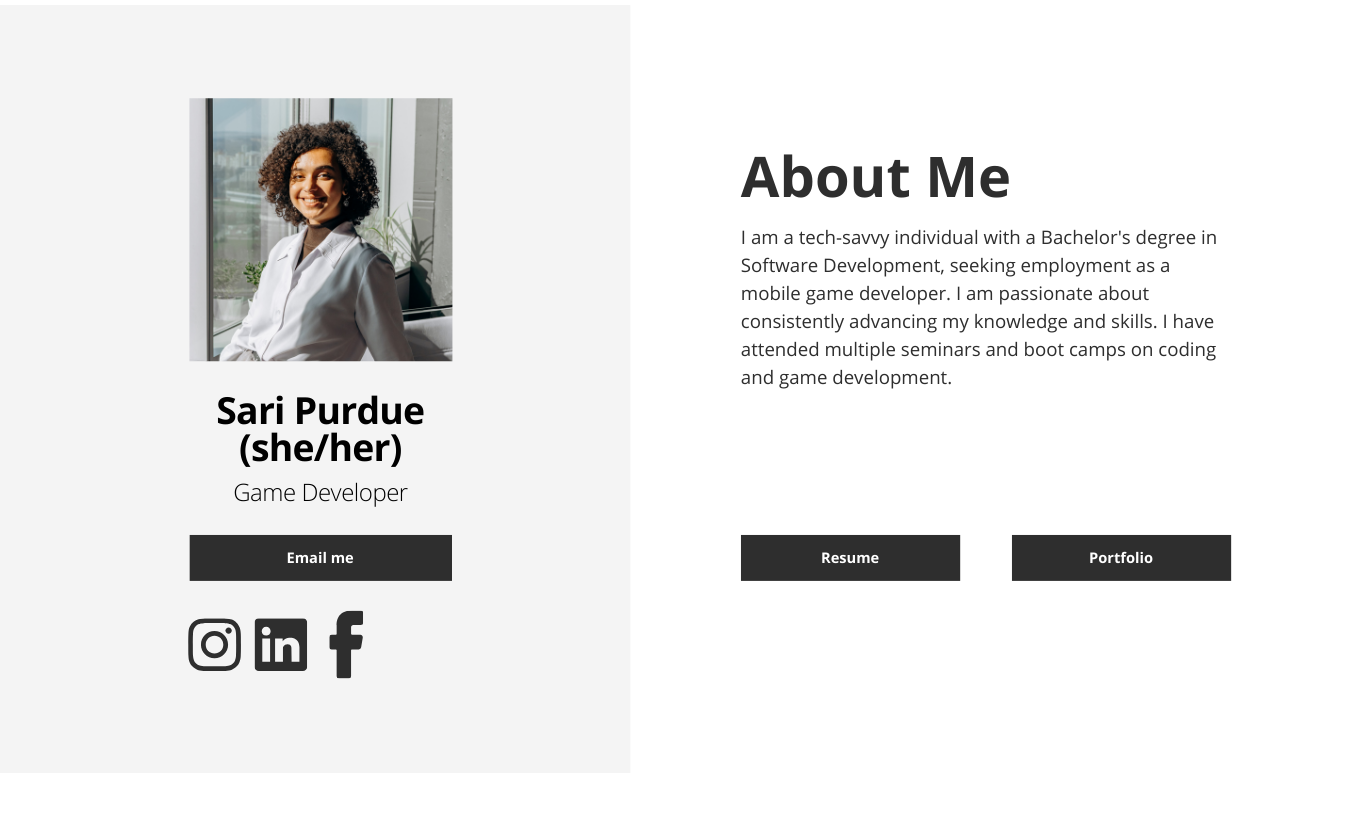 Sari Purdue
(she/her)
Game Developer
Email me
About Me
I am a tech-savvy individual with a Bachelor's degree in
Software Development, seeking employment as a
mobile game developer. I am passionate about
consistently advancing my knowledge and skills. I have
attended multiple seminars and boot camps on coding
and game development.
Resume
Portfolio